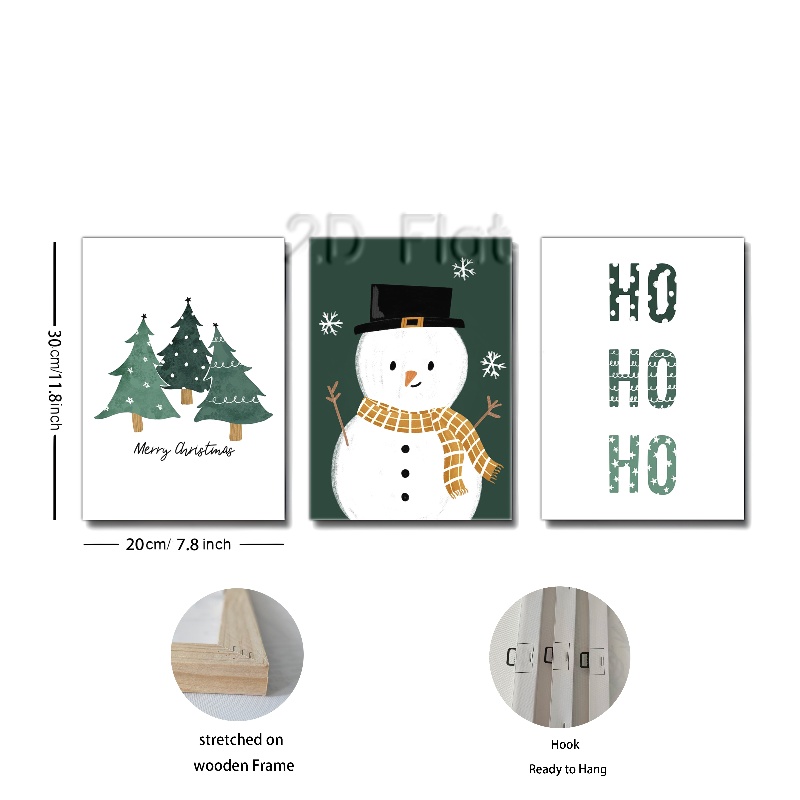 2D Flat
30cm/11.8inch
Merry Christmas
HO
HO
HO
20cm/ 7.8 inch
stretched on
wooden Frame
Hook
Ready to Hang